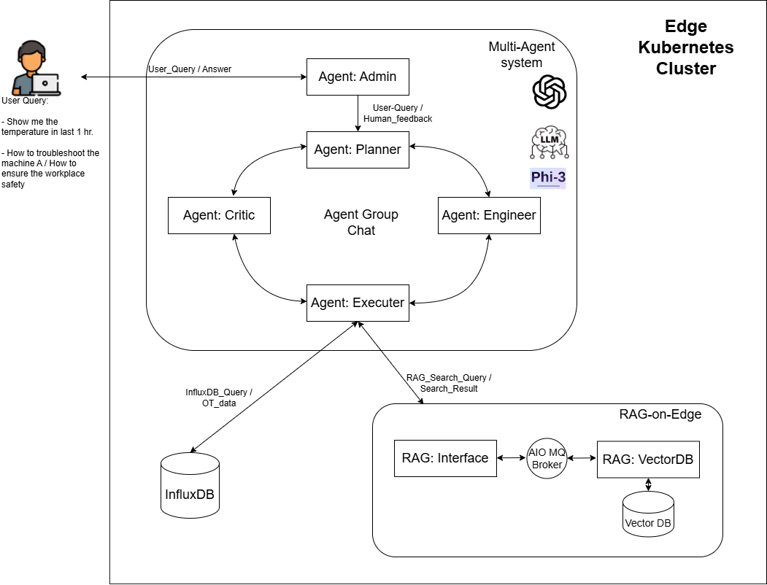 Edge
Kubernetes
Cluster
Multi-Agent
system
User_Query / Answer
Agent: Admin
User Query:
- Show me the
temperature in last 1 hr.
- How to troubleshoot the
machine A / How to
ensure the workplace
safety
User-Query /
Human_feedback
LLM
Phi-3
Agent: Planner
Agent: Critic
Agent Group
Chat
Agent: Engineer
Agent: Executer
InfluxDB_Query /
OT_data
RAG_Search_Query /
Search_Result
RAG-on-Edge
RAG: Interface
AIO MQ
Broker
RAG: VectorDB
InfluxDB
Vector DB